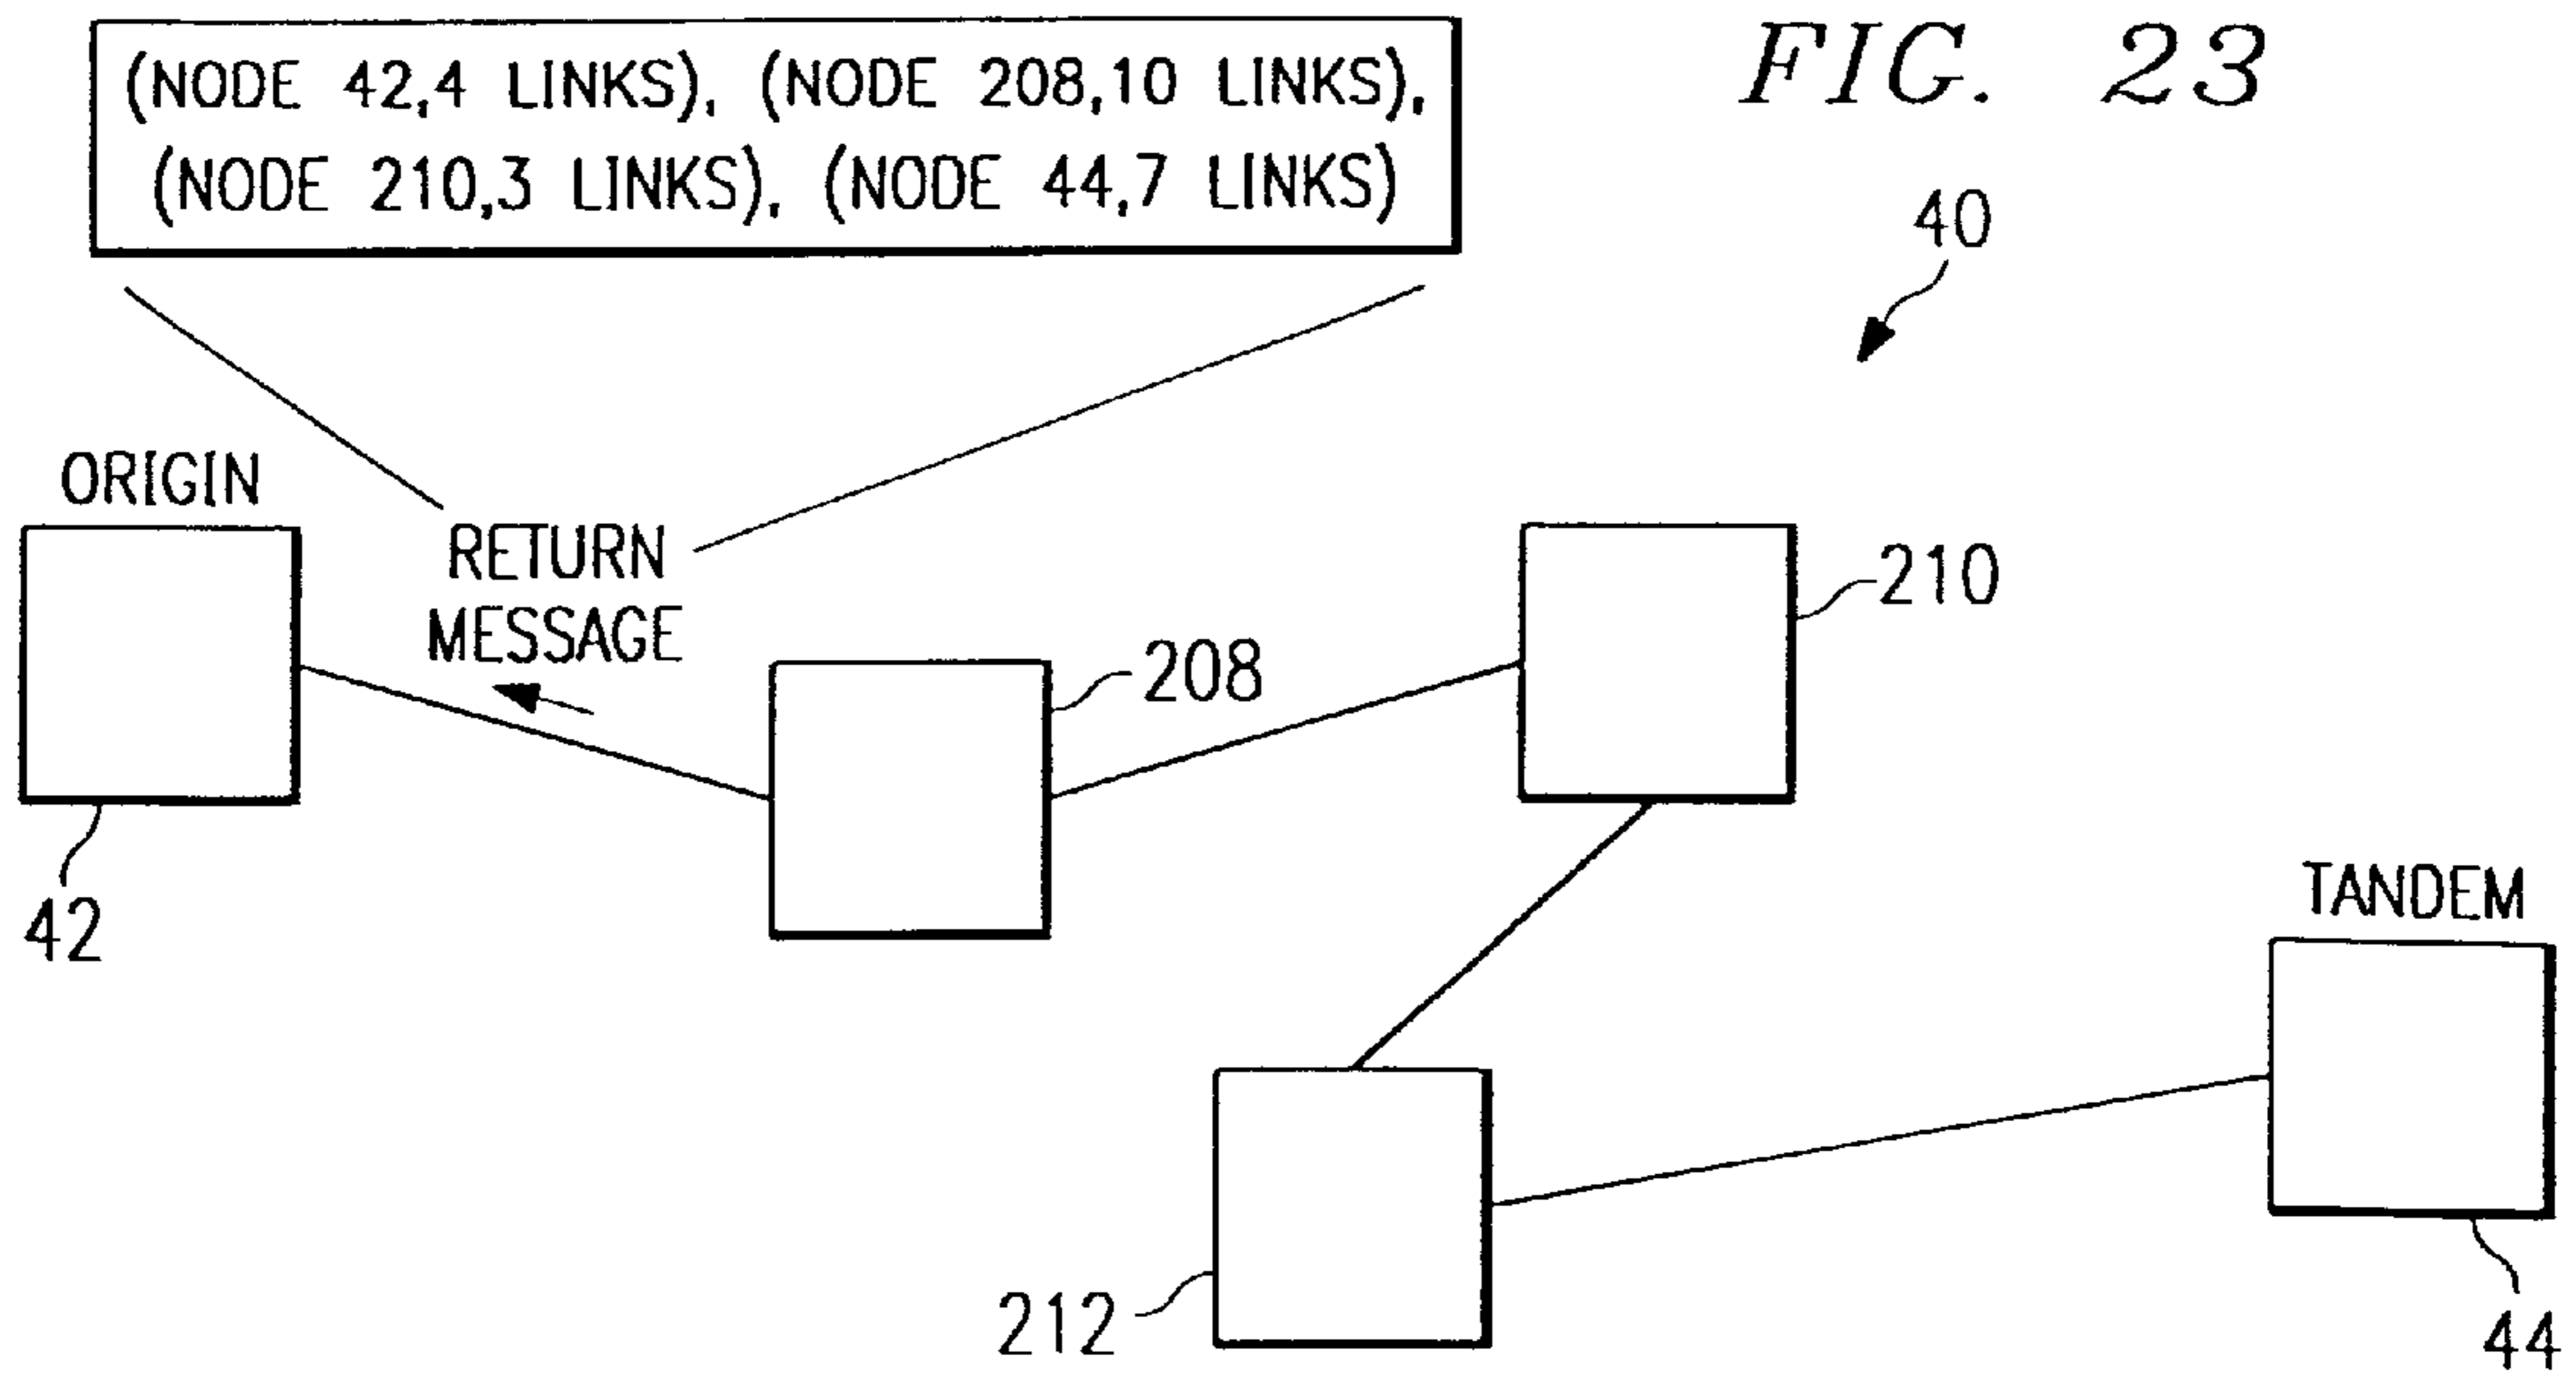 FIG. 23
(NODE 42,4 LINKS), (NODE 208,10 LINKS),
(NODE 210,3 LINKS), (NODE 44,7 LINKS)
40
ORIGIN
RETURN
MESSAGE
210
208
42
TANDEM
212
44